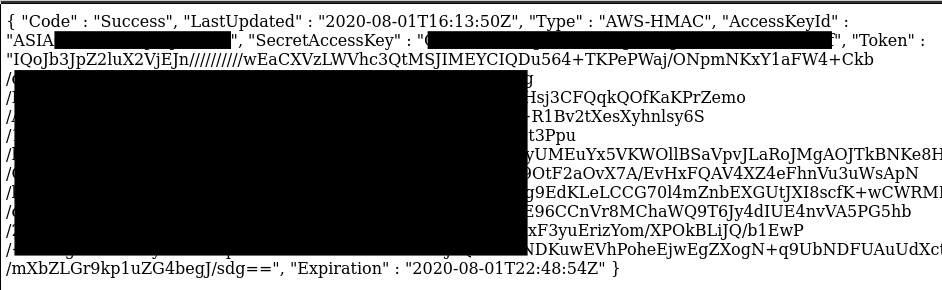 { "Code" : "Success", "LastUpdated" : "2020-08-01T16:13:50Z", "Type" : "AWS-HMAC", "AccessKeyId" :
"ASIA ", "SecretAccessKey" : " ", "Token" :
"IQoJb3JpZ2luX2VjEJn//////////wEaCXVzLWVhc3QtMSJIMEYCIQDu564+TKPePWaj/ONpmNKxY1aFW4+Ckb
/ g
/ Hsj3CFQqkQOfKaKPrZemo
/ R1Bv2tXesXyhnlsy6S
/ t3Ppu
/ yUMEuYx5VKWOllBSaVpvJLaRoJMgAOJTkBNKe8H
/ OtF2aOvX7A/EvHxFQAV4XZ4eFhnVu3uWsApN
/ g9EdKLeLCCG70l4mZnbEXGUtJXI8scfK+wCWRM
/ E96CCnVr8MChaWQ9T6Jy4dIUE4nvVA5PG5hb
/ xF3yuErizYom/XPOkBLiJQ/b1EwP
/ NDKuwEVhPoheEjwEgZXogN+q9UbNDFUAuUdXcf
/mXbZLGr9kp1uZG4begJ/sdg==", "Expiration" : "2020-08-01T22:48:54Z" }